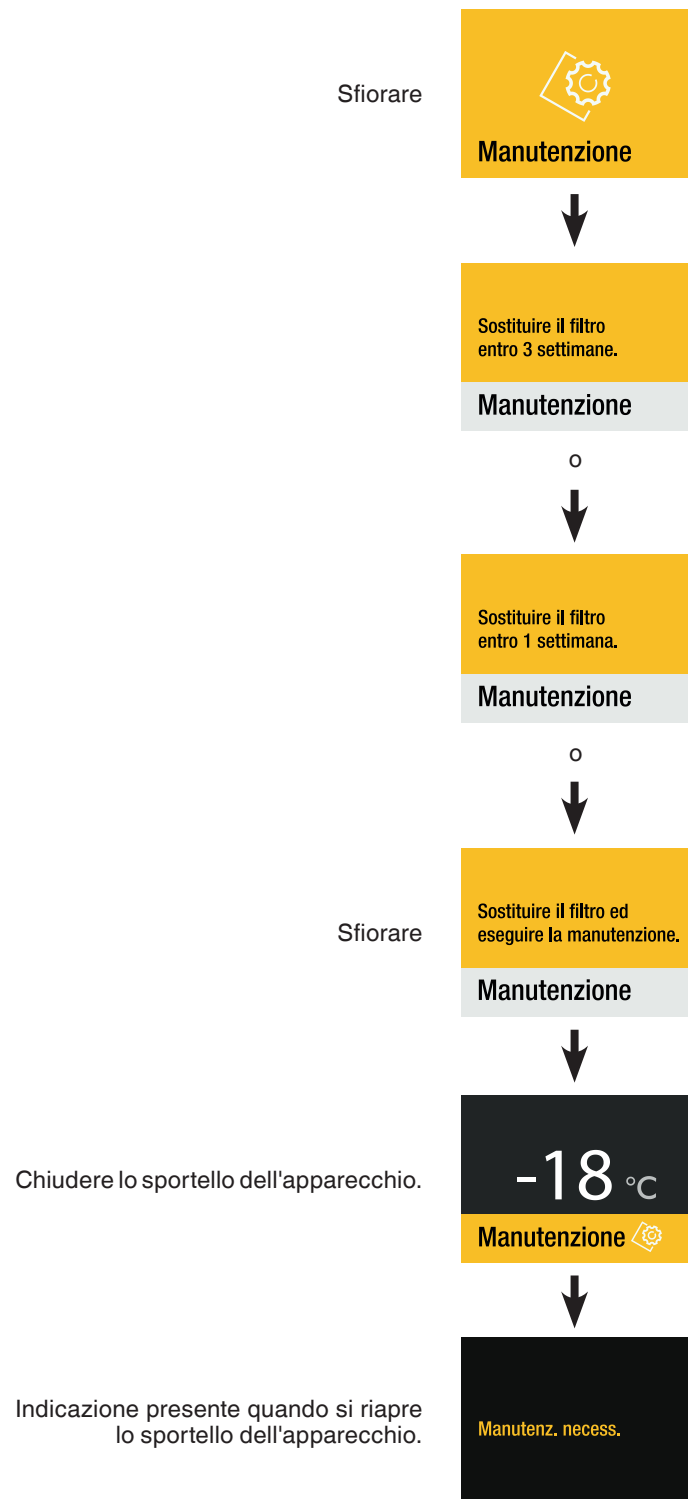 Sfiorare
Manutenzione
Sostituire il filtro
entro 3 settimane.
Manutenzione
o
Sostituire il filtro
entro 1 settimana.
Manutenzione
o
Sfiorare
Sostituire il filtro ed
eseguire la manutenzione.
Manutenzione
Chiudere lo sportello dell'apparecchio.
-18 °C
Manutenzione
Indicazione presente quando si riapre
lo sportello dell'apparecchio.
Manutenz. necess.